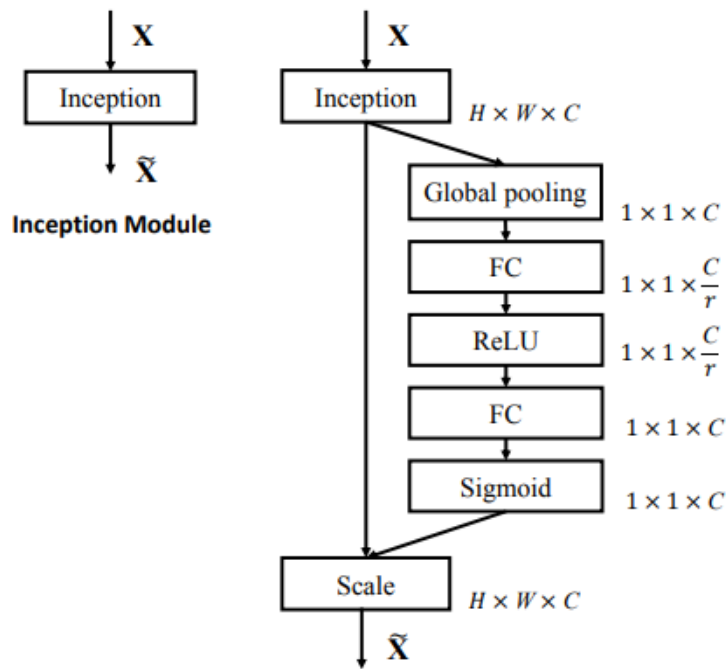 X
Inception
X̃
Inception Module
X
Inception
H × W × C
Global pooling
1 × 1 × C
FC
1 × 1 × C/r
ReLU
1 × 1 × C/r
FC
1 × 1 × C
Sigmoid
1 × 1 × C
Scale
H × W × C
X̃